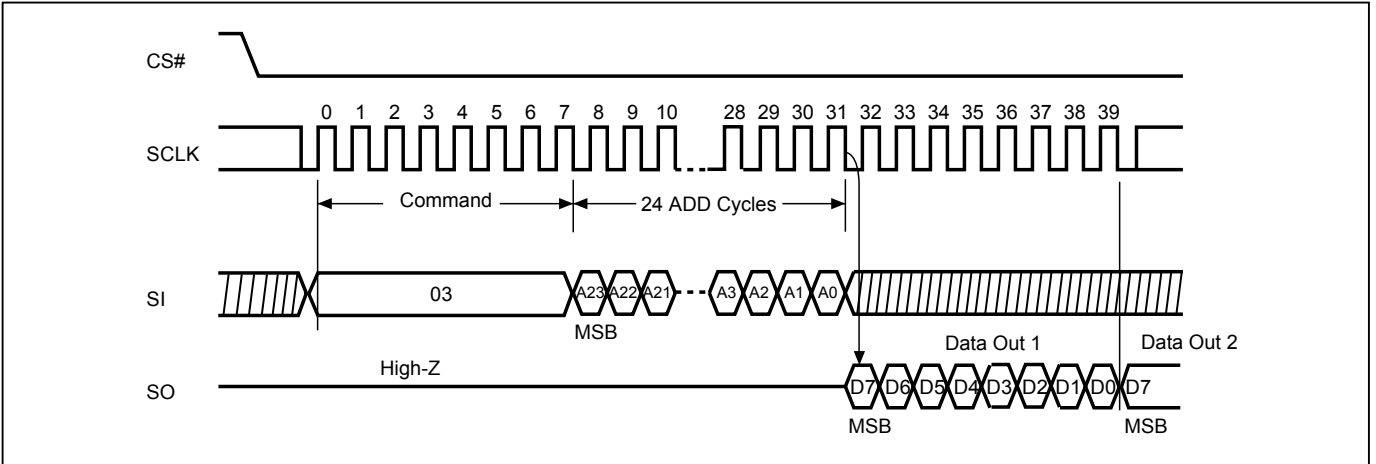 CS#
0 1 2 3 4 5 6 7 8 9 10 28 29 30 31 32 33 34 35 36 37 38 39
SCLK
Command 24 ADD Cycles
SI 03 A23 A22 A21 A3 A2 A1 A0
MSB
Data Out 1 Data Out 2
High-Z
SO D7 D6 D5 D4 D3 D2 D1 D0 D7
MSB MSB